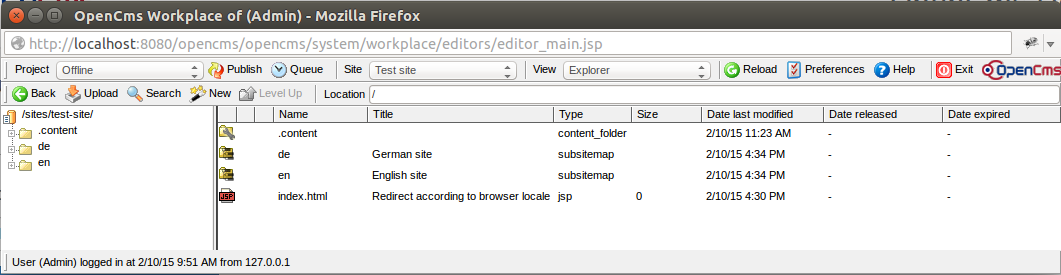 OpenCms Workplace of (Admin) - Mozilla Firefox
http://localhost:8080/opencms/opencms/system/workplace/editors/editor_main.jsp
Project Offline Publish Queue Site Test site View Explorer Reload Preferences Help Exit OpenCms
Back Upload Search New Level Up Location /
/sites/test-site/
.content
de
en
Name Title Type Size Date last modified Date released Date expired
.content content_folder 2/10/15 11:23 AM - -
de German site subsitemap 2/10/15 4:34 PM - -
en English site subsitemap 2/10/15 4:34 PM - -
JSP index.html Redirect according to browser locale jsp 0 2/10/15 4:30 PM - -
User (Admin) logged in at 2/10/15 9:51 AM from 127.0.0.1